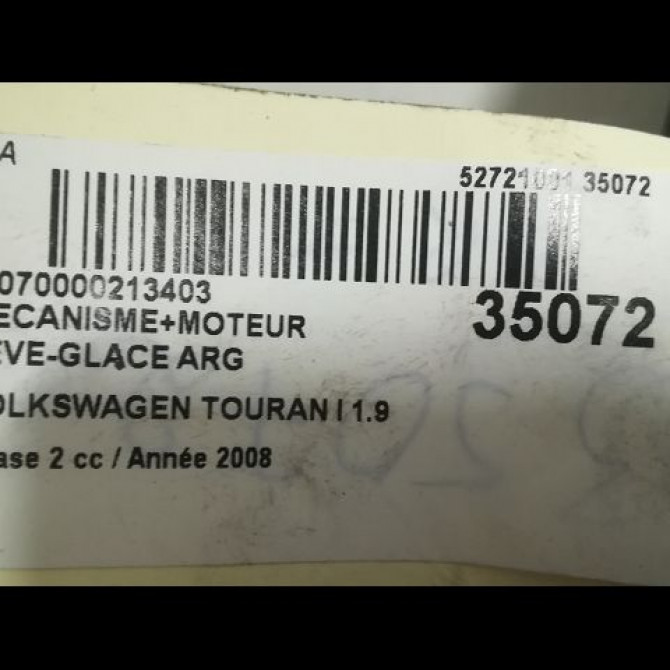 A
52721001 35072
070000213403
35072
ECANISME+MOTEUR
EVE-GLACE ARG
OLKSWAGEN TOURAN I 1.9
ase 2 cc / Année 2008